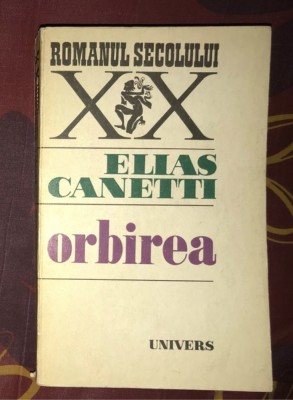 ROMANUL SECOLULUI
XX
ELIAS
CANETTI
orbirea
UNIVERS